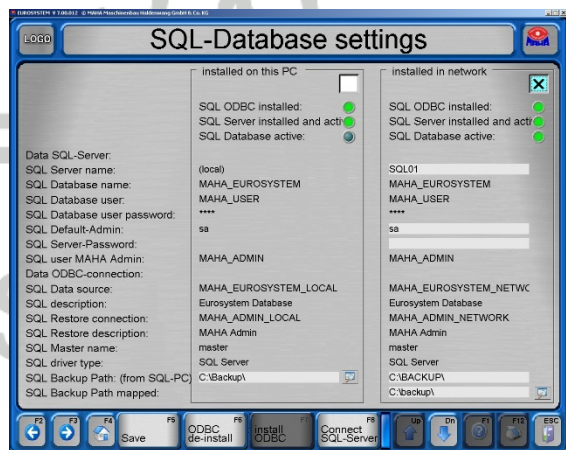 EUROSYSTEM V 7.00.012 © MAHA Maschinenbau Haldenwang GmbH & Co. KG
LOGO SQL-Database settings MAHA
installed on this PC installed in network
SQL ODBC installed: SQL ODBC installed:
SQL Server installed and activ SQL Server installed and activ
SQL Database active: SQL Database active:
Data SQL-Server:
SQL Server name: (local) SQL01
SQL Database name: MAHA_EUROSYSTEM MAHA_EUROSYSTEM
SQL Database user: MAHA_USER MAHA_USER
SQL Database user password: **** ****
SQL Default-Admin: sa sa
SQL Server-Password:
SQL user MAHA Admin: MAHA_ADMIN MAHA_ADMIN
Data ODBC-connection:
SQL Data source: MAHA_EUROSYSTEM_LOCAL MAHA_EUROSYSTEM_NETWC
SQL description: Eurosystem Database Eurosystem Database
SQL Restore connection: MAHA_ADMIN_LOCAL MAHA_ADMIN_NETWORK
SQL Restore description: MAHA Admin MAHA Admin
SQL Master name: master master
SQL driver type: SQL Server SQL Server
SQL Backup Path: (from SQL-PC) C:\Backup\ C:\BACKUP\
SQL Backup Path mapped: C:\backup\
F2 F3 F4 F5 F6 F7 F8 Up Dn F1 F12 ESC
Save ODBC de-install install ODBC Connect SQL-Server